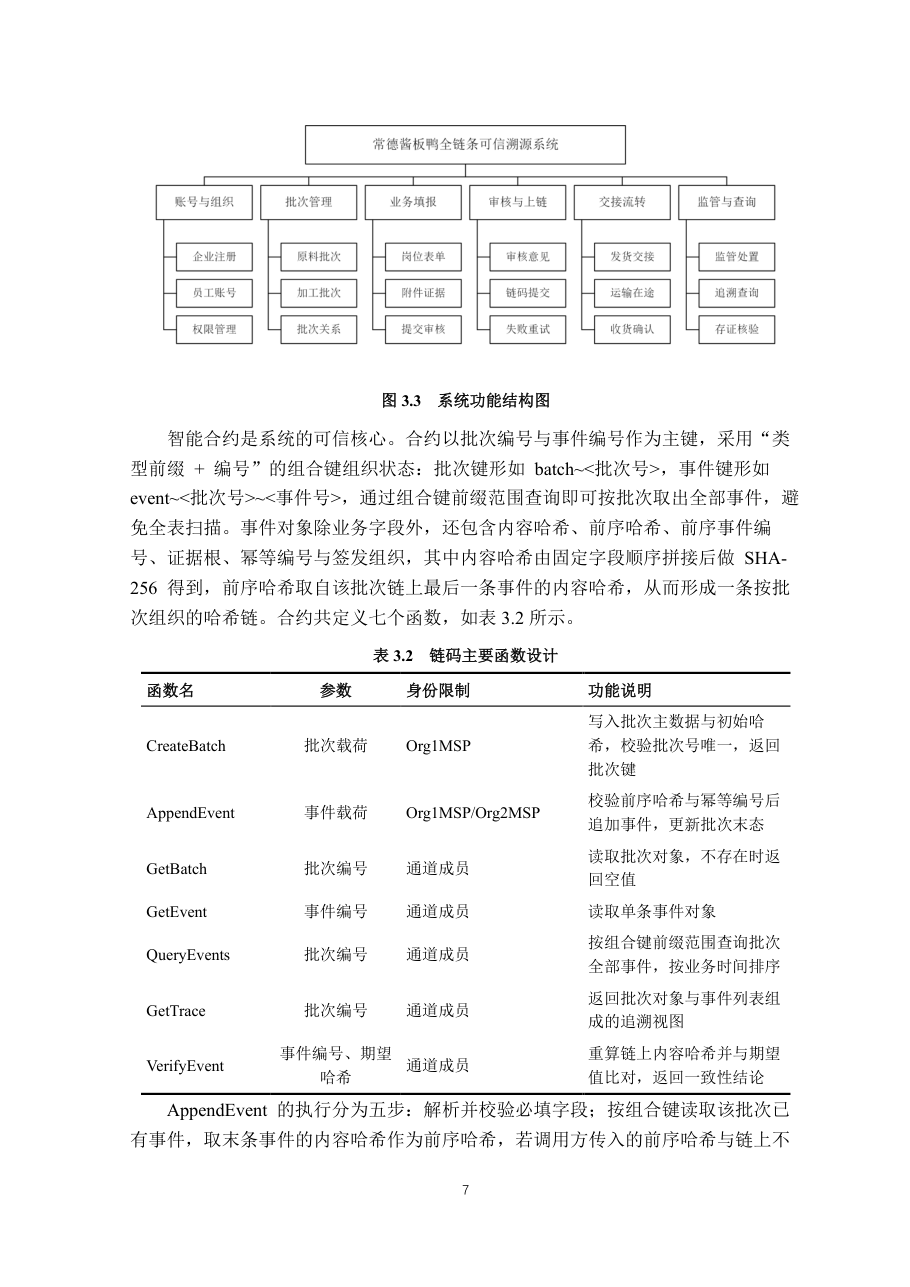 常德酱板鸭全链条可信溯源系统
账号与组织 批次管理 业务填报 审核与上链 交接流转 监管与查询
企业注册 原料批次 岗位表单 审核意见 发货交接 监管处置
员工账号 加工批次 附件证据 链码提交 运输在途 追溯查询
权限管理 批次关系 提交审核 失败重试 收货确认 存证核验
图 3.3 系统功能结构图
智能合约是系统的可信核心。合约以批次编号与事件编号作为主键，采用“类
型前缀 + 编号”的组合键组织状态：批次键形如 batch~<批次号>，事件键形如
event~<批次号>~<事件号>，通过组合键前缀范围查询即可按批次取出全部事件，避
免全表扫描。事件对象除业务字段外，还包含内容哈希、前序哈希、前序事件编
号、证据根、幂等编号与签发组织，其中内容哈希由固定字段顺序拼接后做 SHA-
256 得到，前序哈希取自该批次链上最后一条事件的内容哈希，从而形成一条按批
次组织的哈希链。合约共定义七个函数，如表 3.2 所示。
表 3.2 链码主要函数设计
函数名 参数 身份限制 功能说明
写入批次主数据与初始哈
CreateBatch 批次载荷 Org1MSP 希，校验批次号唯一，返回
批次键
校验前序哈希与幂等编号后
AppendEvent 事件载荷 Org1MSP/Org2MSP
追加事件，更新批次末态
读取批次对象，不存在时返
GetBatch 批次编号 通道成员
回空值
GetEvent 事件编号 通道成员 读取单条事件对象
按组合键前缀范围查询批次
QueryEvents 批次编号 通道成员
全部事件，按业务时间排序
返回批次对象与事件列表组
GetTrace 批次编号 通道成员
成的追溯视图
事件编号、期望 重算链上内容哈希并与期望
VerifyEvent 通道成员
哈希 值比对，返回一致性结论
AppendEvent 的执行分为五步：解析并校验必填字段；按组合键读取该批次已
有事件，取末条事件的内容哈希作为前序哈希，若调用方传入的前序哈希与链上不
7